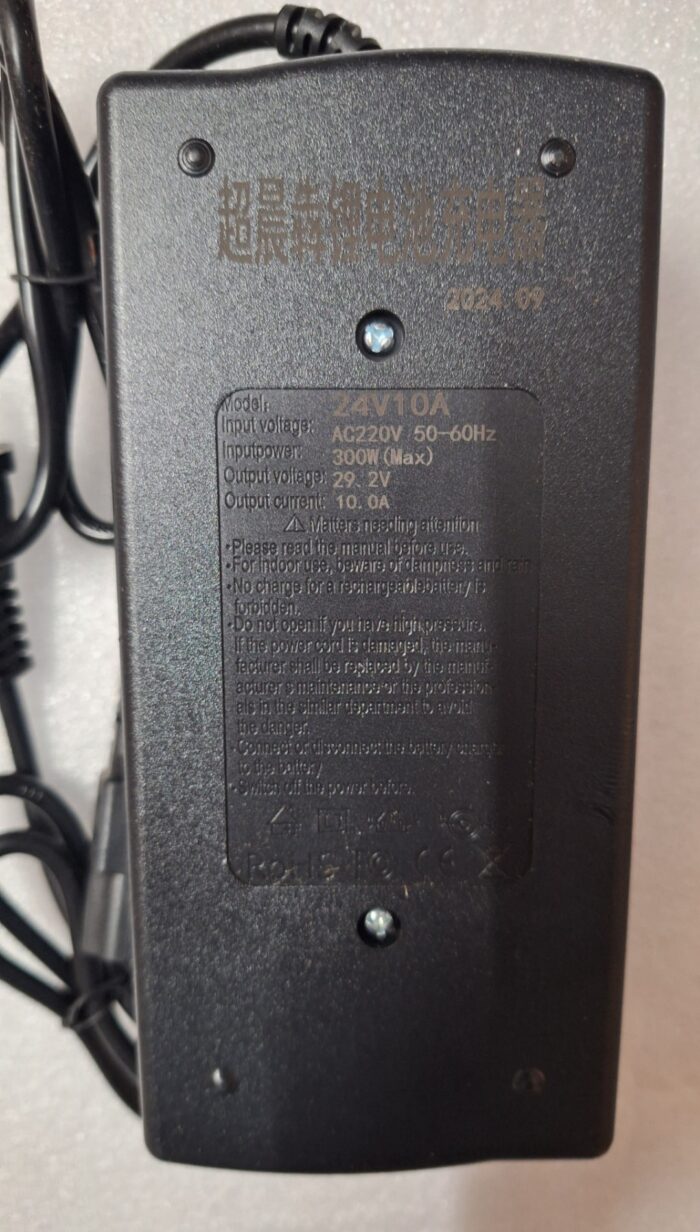 超晨犇锂电池充电器
2024 09
Model: 24V10A
Input voltage: AC220V 50-60Hz
Inputpower: 300W(Max)
Output voltage: 29.2V
Output current: 10.0A
⚠ Matters needing attention
·Please read the manual before use.
·For indoor use, beware of dampness and rain
·No charge for a rechargeablebattery is
forbidden.
·Do not open if you have high pressure.
If the power cord is damaged, the manu-
facturer shall be replaced by the manuf-
acturer s maintenance or the profession-
als in the similar department to avoid
the danger.
·Connect or disconnect the battery charge
to the battery
·Switch off the power before.
RoHS CE